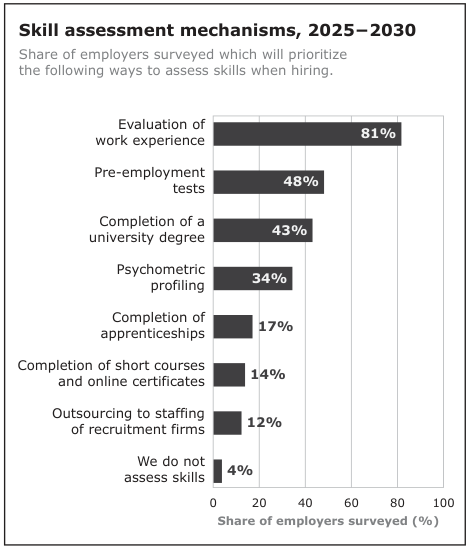 Skill assessment mechanisms, 2025−2030
Share of employers surveyed which will prioritize
the following ways to assess skills when hiring.
Evaluation of
work experience
81%
Pre-employment
tests
48%
Completion of a
university degree
43%
Psychometric
profiling
34%
Completion of
apprenticeships
17%
Completion of short courses
and online certificates
14%
Outsourcing to staffing
of recruitment firms
12%
We do not
assess skills
4%
0 20 40 60 80 100
Share of employers surveyed (%)